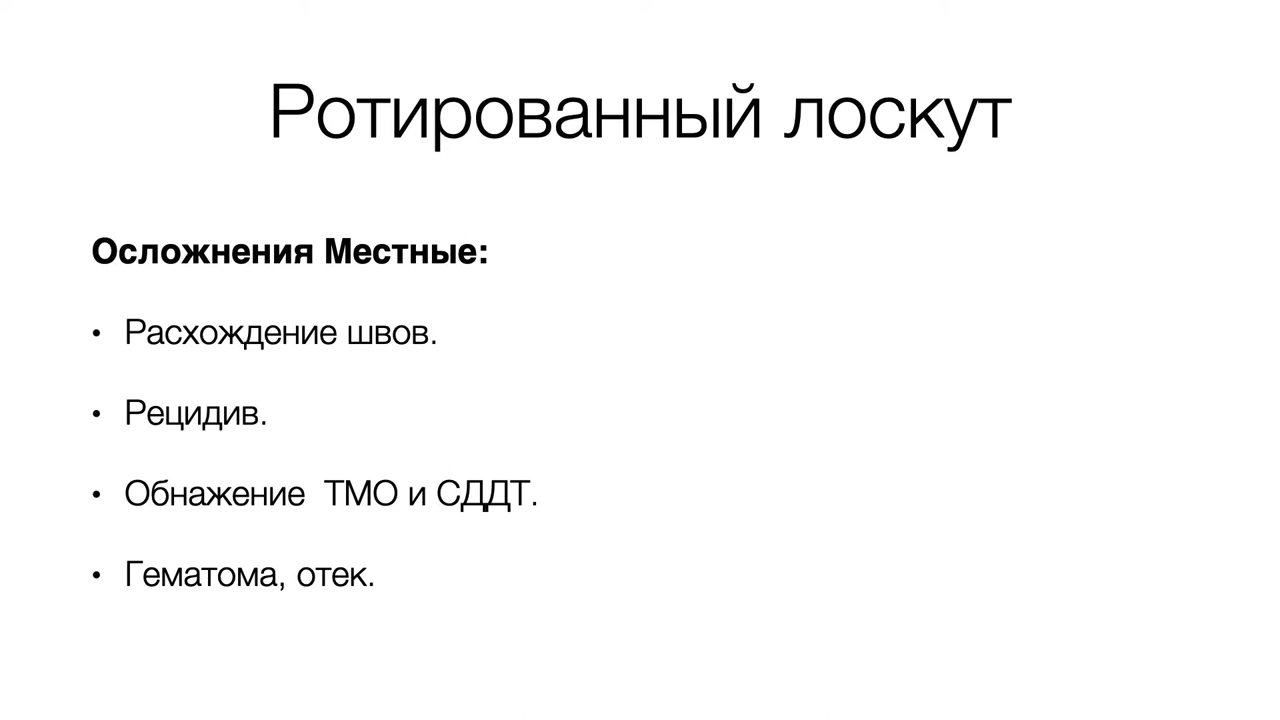 Ротированный лоскут
Осложнения Местные:
• Расхождение швов.
• Рецидив.
• Обнажение ТМО и СДДТ.
• Гематома, отек.